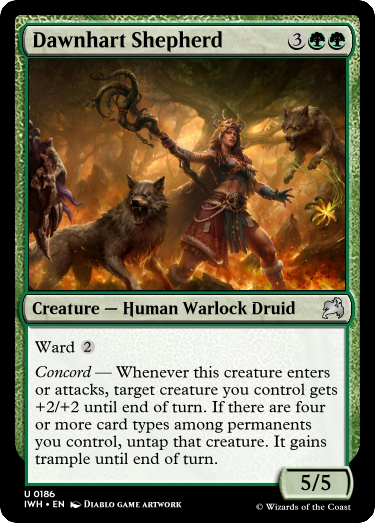 Dawnhart Shepherd 3
Creature — Human Warlock Druid
Ward 2
Concord — Whenever this creature enters
or attacks, target creature you control gets
+2/+2 until end of turn. If there are four
or more card types among permanents
you control, untap that creature. It gains
trample until end of turn.
5/5
U 0186
IWH • EN Diablo game artwork
© Wizards of the Coast